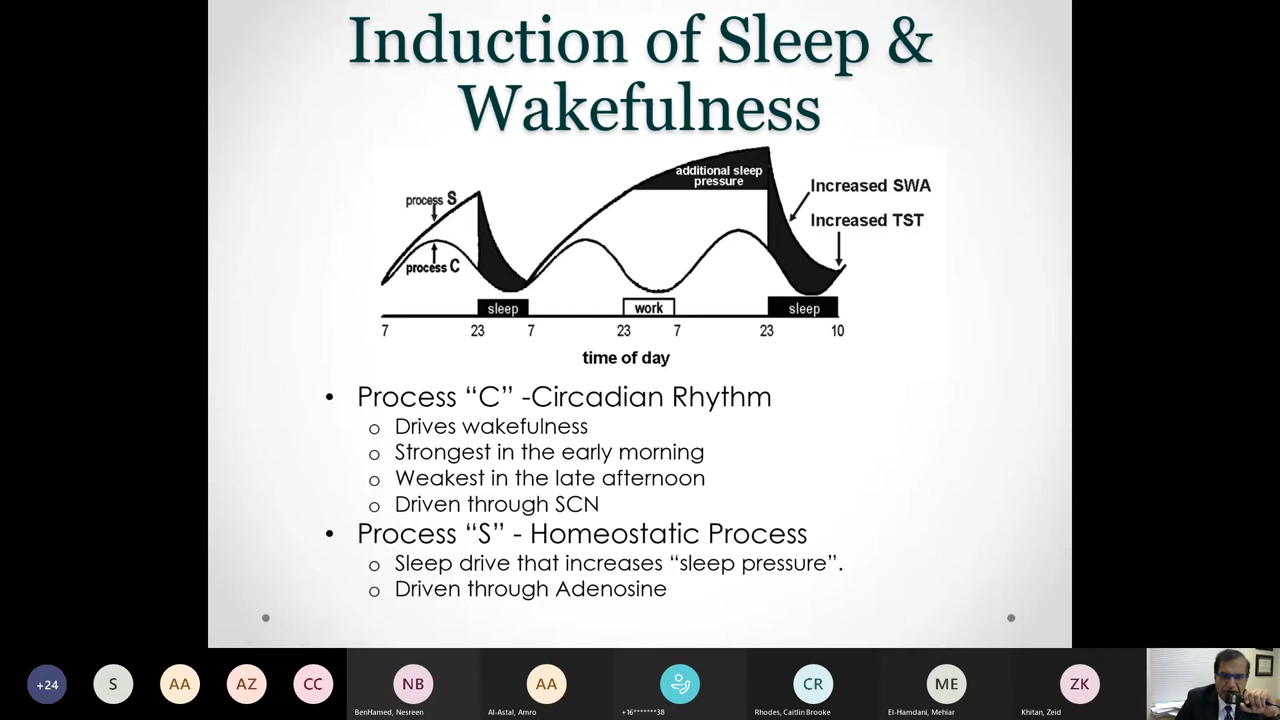 Induction of Sleep &
Wakefulness
additional sleep
pressure
Increased SWA
process S
Increased TST
process C
sleep
work
sleep
7 23 7 23 7 23 10
time of day
• Process “C” -Circadian Rhythm
o Drives wakefulness
o Strongest in the early morning
o Weakest in the late afternoon
o Driven through SCN
• Process “S” - Homeostatic Process
o Sleep drive that increases “sleep pressure”.
o Driven through Adenosine
+24
S
AA
AZ
CC
NB
AA
CR
ME
ZK
BenHamed, Nesreen
Al-Astal, Amro
+16*******38
Rhodes, Caitlin Brooke
El-Hamdani, Mehiar
Khitan, Zeid